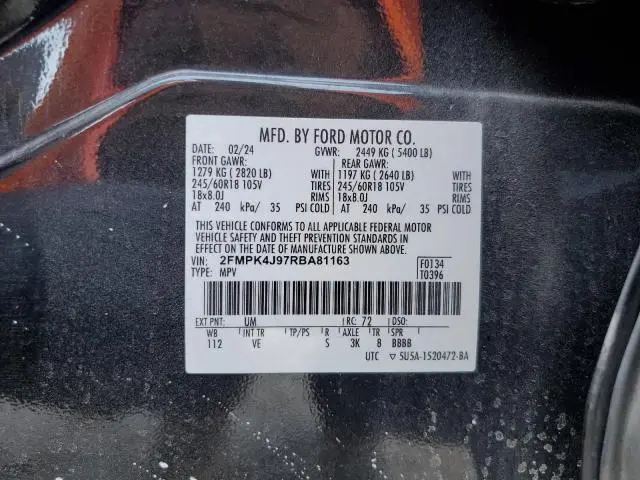 MFD. BY FORD MOTOR CO.
DATE: 02/24 GVWR: 2449 KG ( 5400 LB)
FRONT GAWR: REAR GAWR:
1279 KG ( 2820 LB) 1197 KG ( 2640 LB)
245/60R18 105V TIRES 245/60R18 105V TIRES
18x8.0J RIMS 18x8.0J RIMS
AT 240 kPa/ 35 PSI COLD AT 240 kPa/ 35 PSI COLD
THIS VEHICLE CONFORMS TO ALL APPLICABLE FEDERAL MOTOR
VEHICLE SAFETY AND THEFT PREVENTION STANDARDS IN
EFFECT ON THE DATE OF MANUFACTURE SHOWN ABOVE.
VIN: 2FMPK4J97RBA81163 F0134
TYPE: MPV T0396
EXT PNT: UM RC: 72 DSO:
WB INT TR TP/PS R AXLE TR SPR
112 VE S 3K 8 BBBB
UTC ▽ 5U5A-1520472-BA